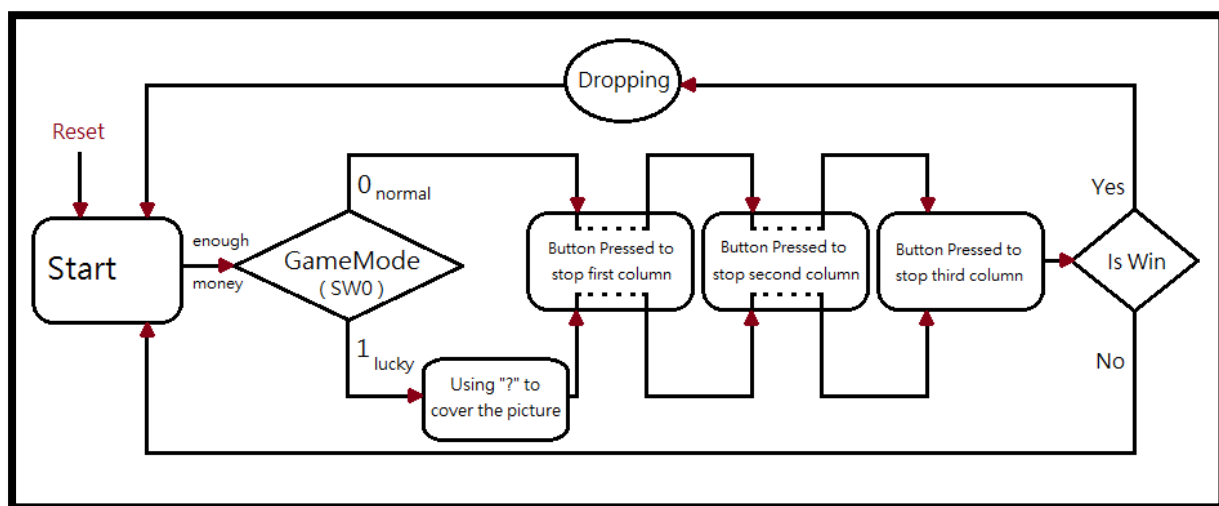 Dropping
Reset
Start
enough
money
GameMode
( SW0 )
0 normal
1 lucky
Using "?" to
cover the picture
Button Pressed to
stop first column
Button Pressed to
stop second column
Button Pressed to
stop third column
Is Win
Yes
No